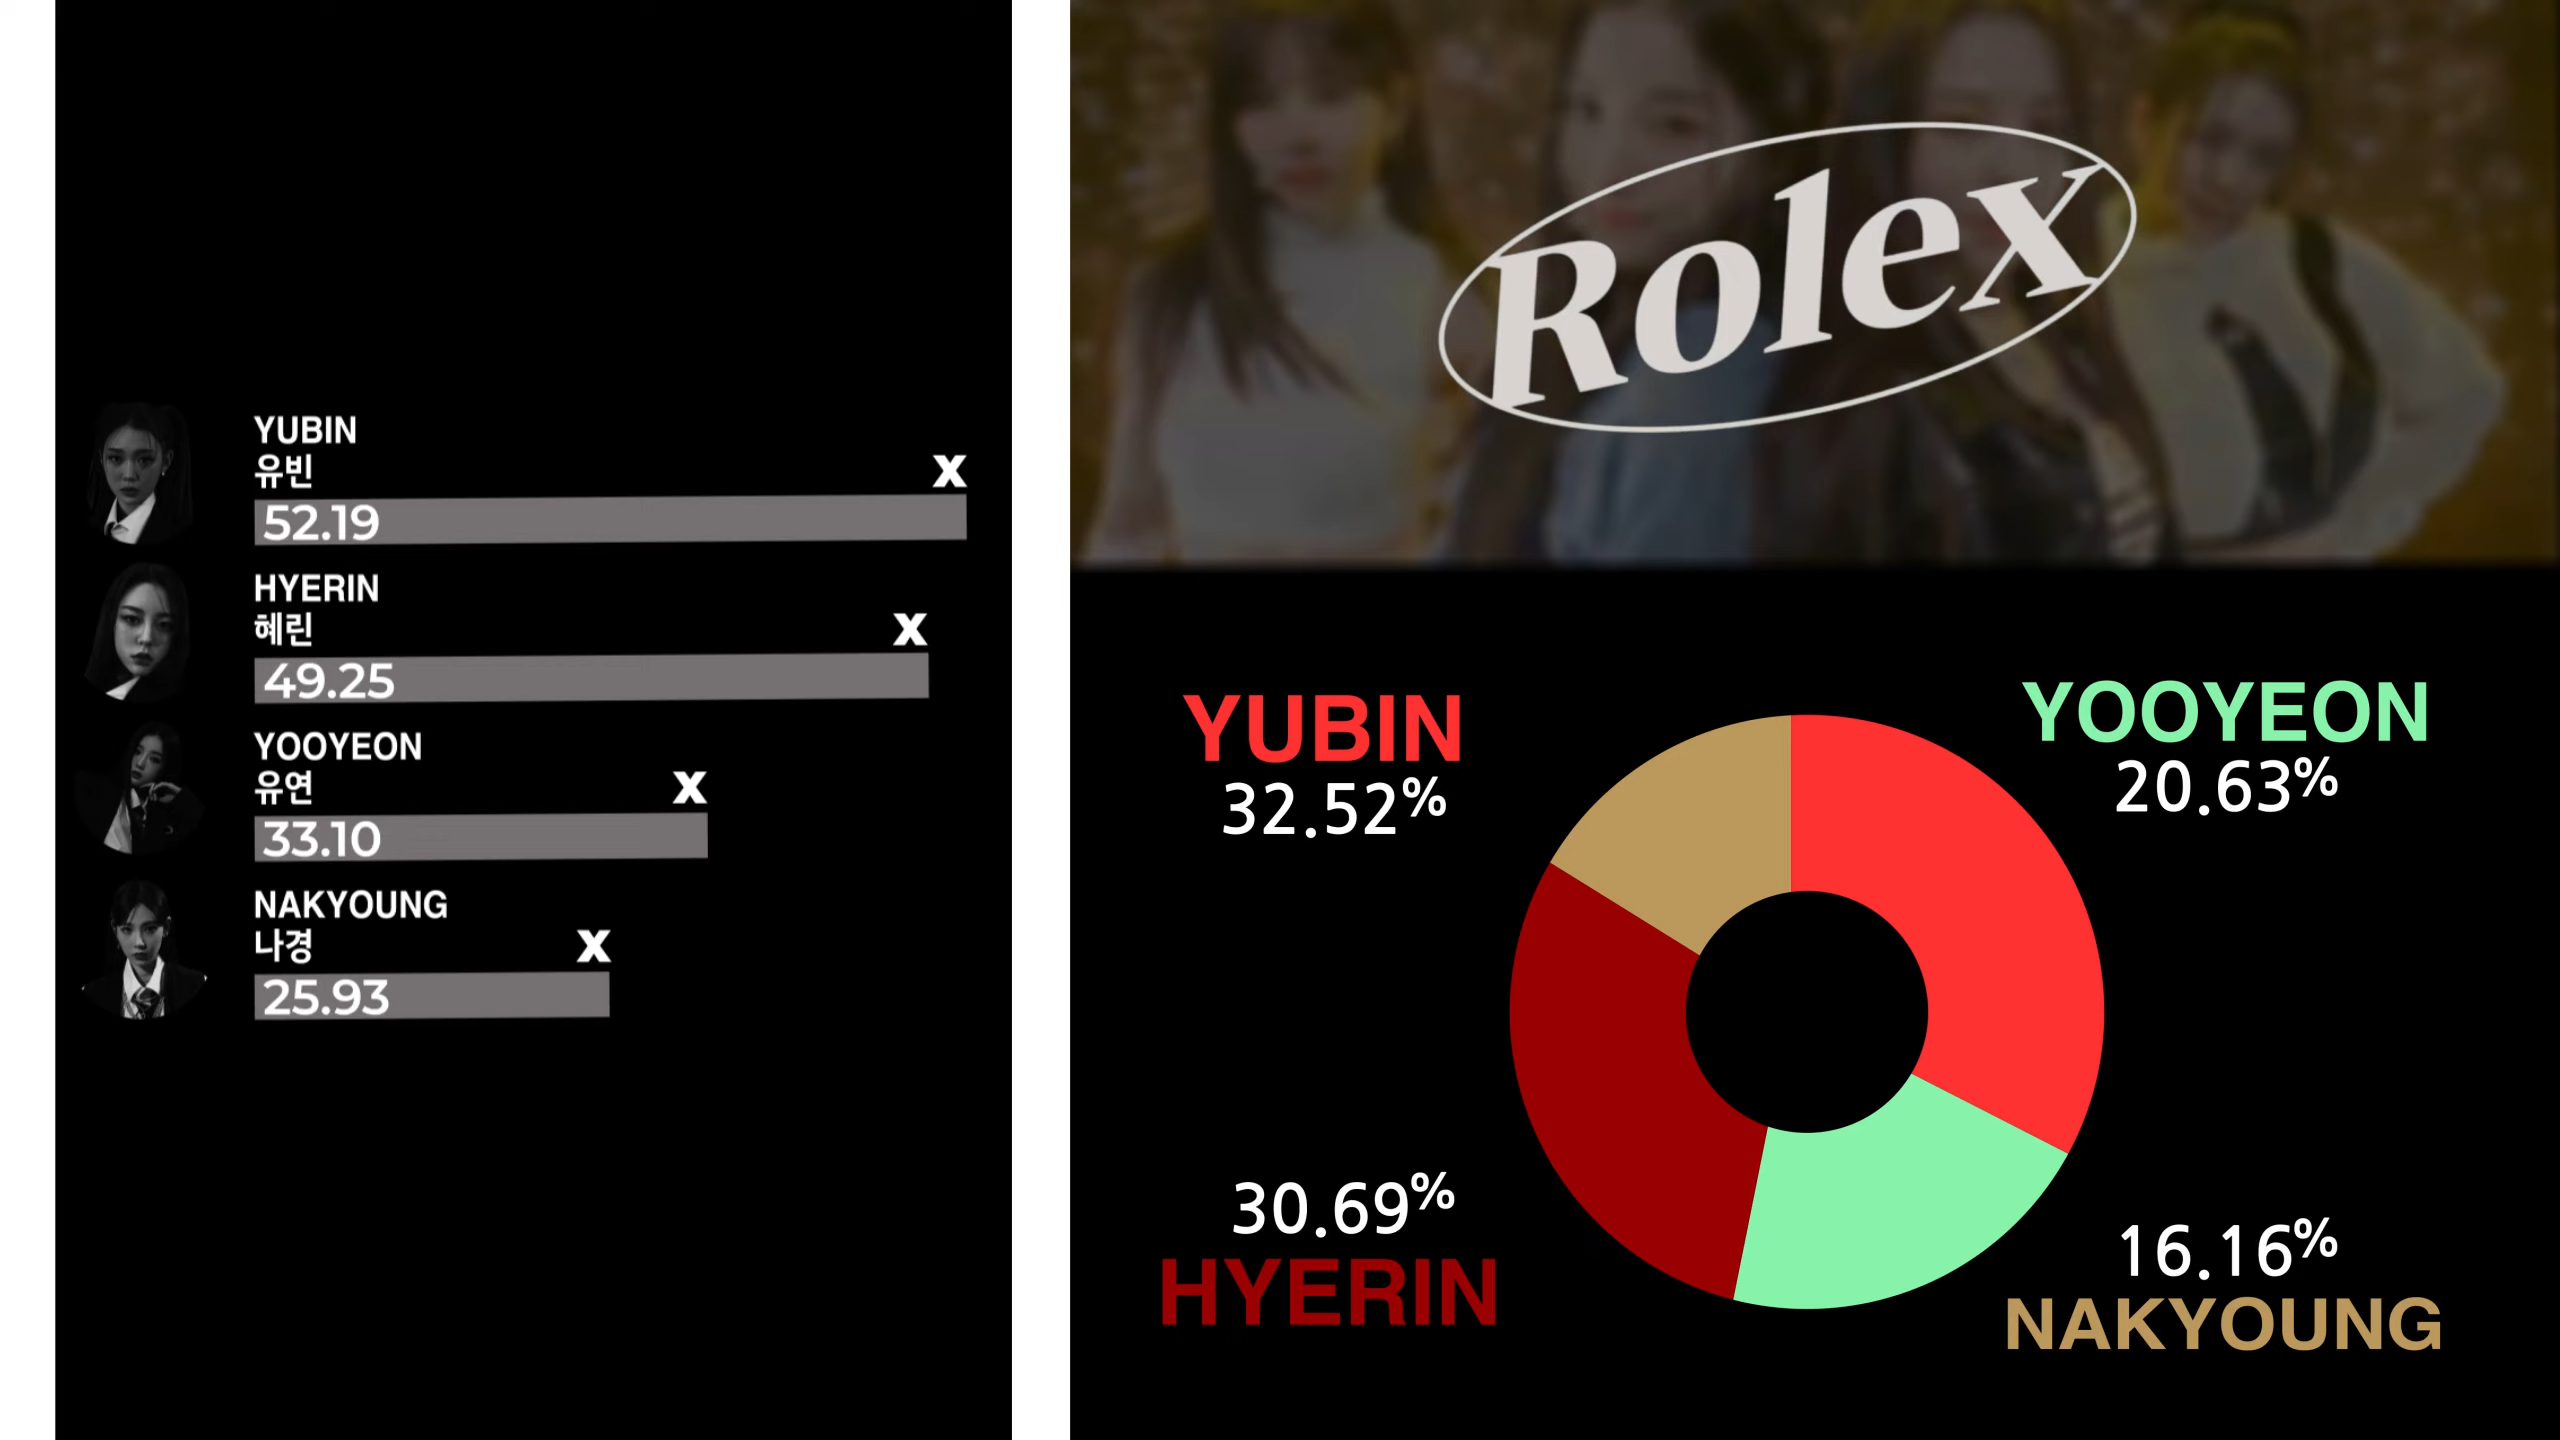 YUBIN
유빈
X
52.19
HYERIN
혜린
X
49.25
YOOYEON
유연
X
33.10
NAKYOUNG
나경
X
25.93
Rolex
YUBIN
32.52%
YOOYEON
20.63%
30.69%
HYERIN
16.16%
NAKYOUNG